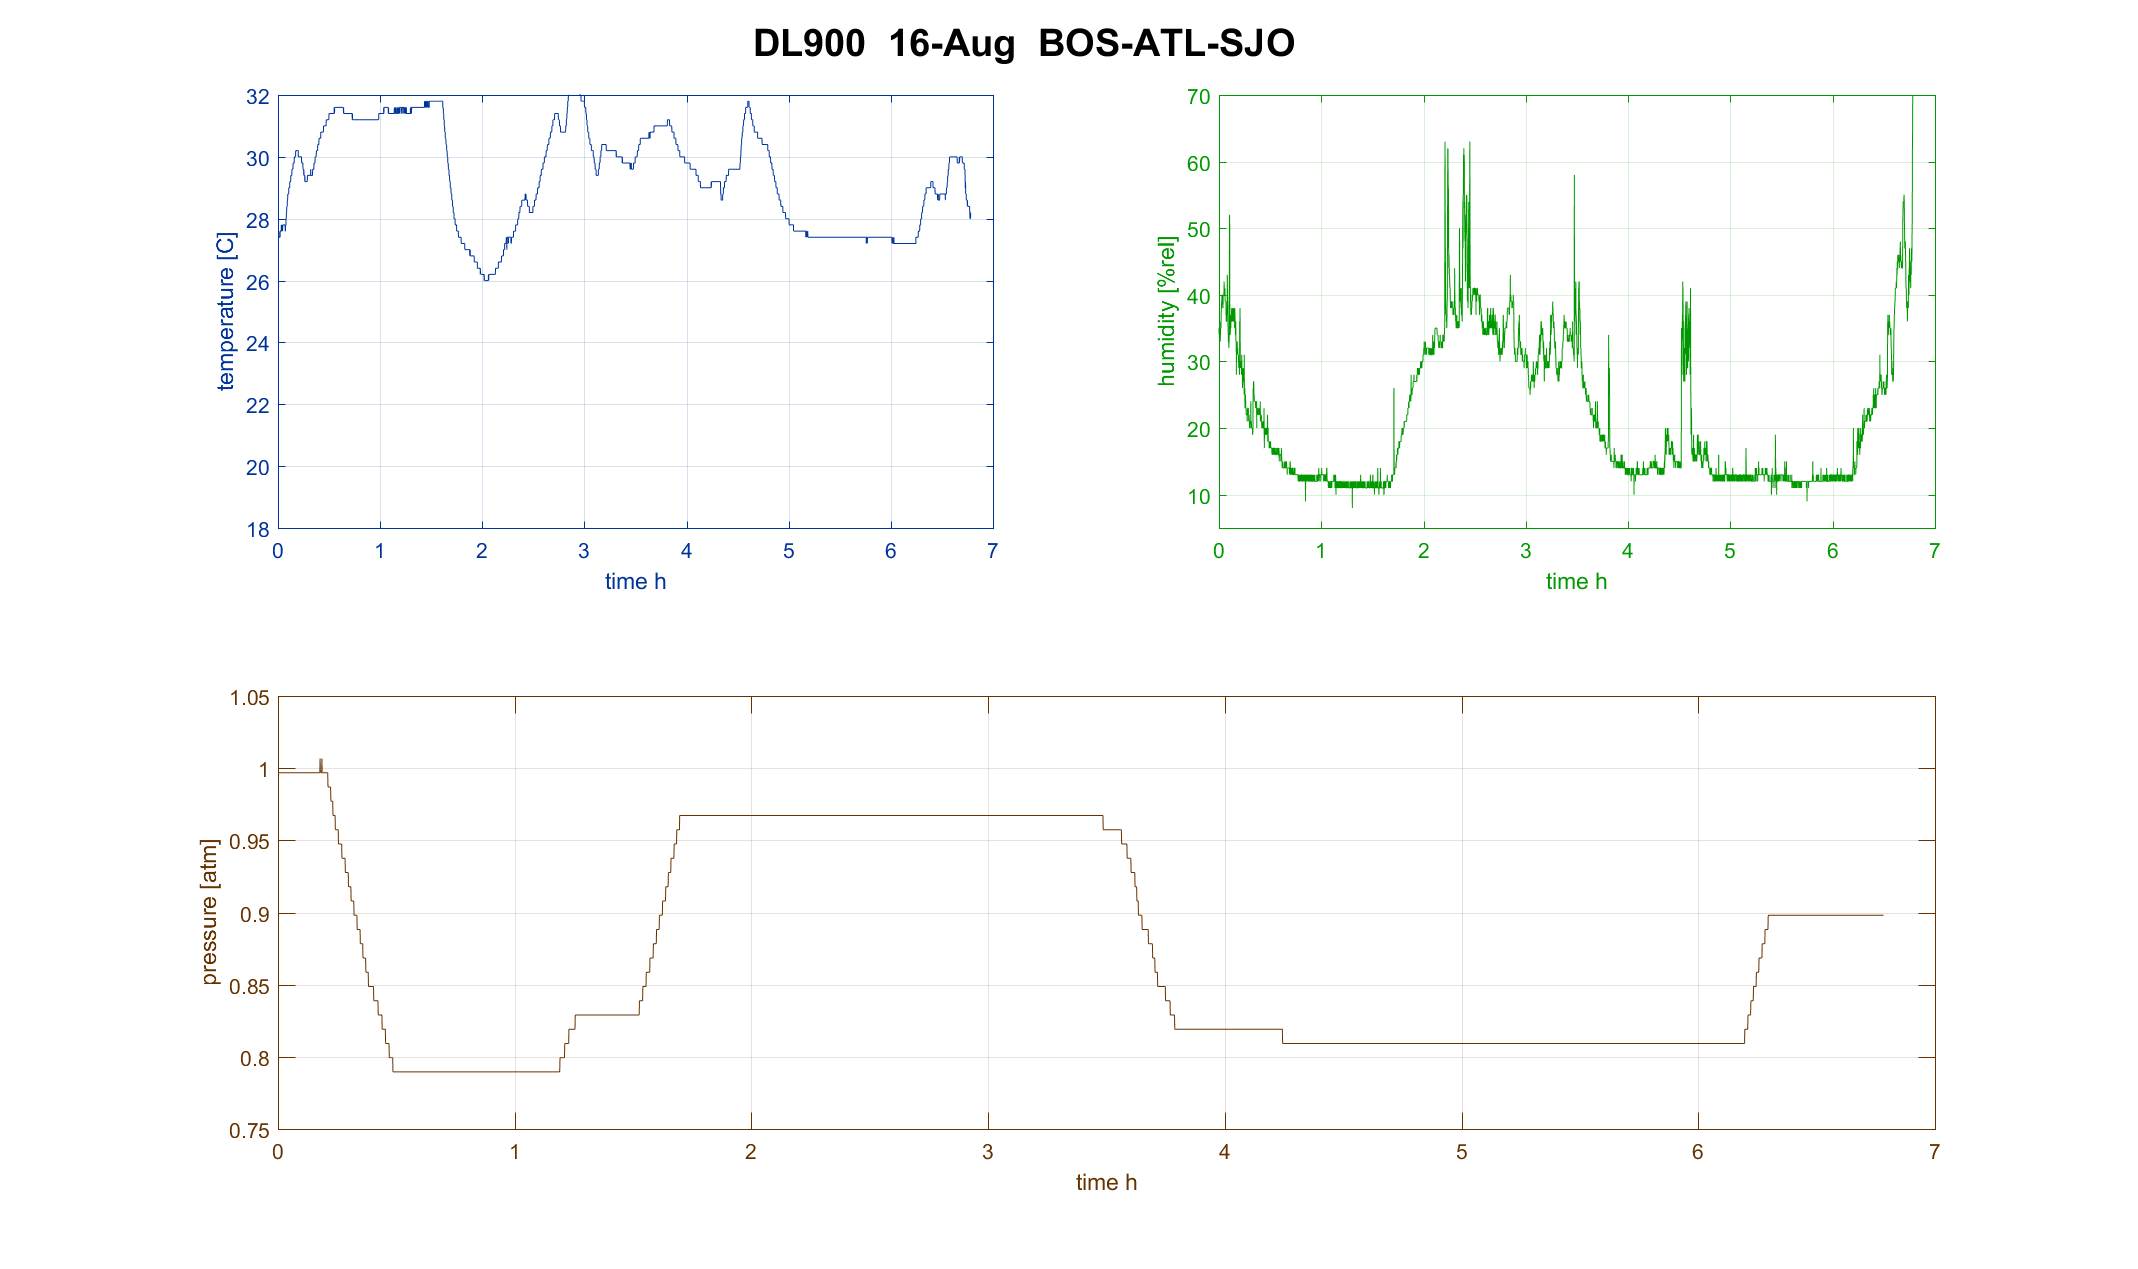 DL900 16-Aug BOS-ATL-SJO
32
30
28
26
24
22
20
18
temperature [C]
0 1 2 3 4 5 6 7
time h
70
60
50
40
30
20
10
humidity [%rel]
0 1 2 3 4 5 6 7
time h
1.05
1
0.95
0.9
0.85
0.8
0.75
pressure [atm]
0 1 2 3 4 5 6 7
time h